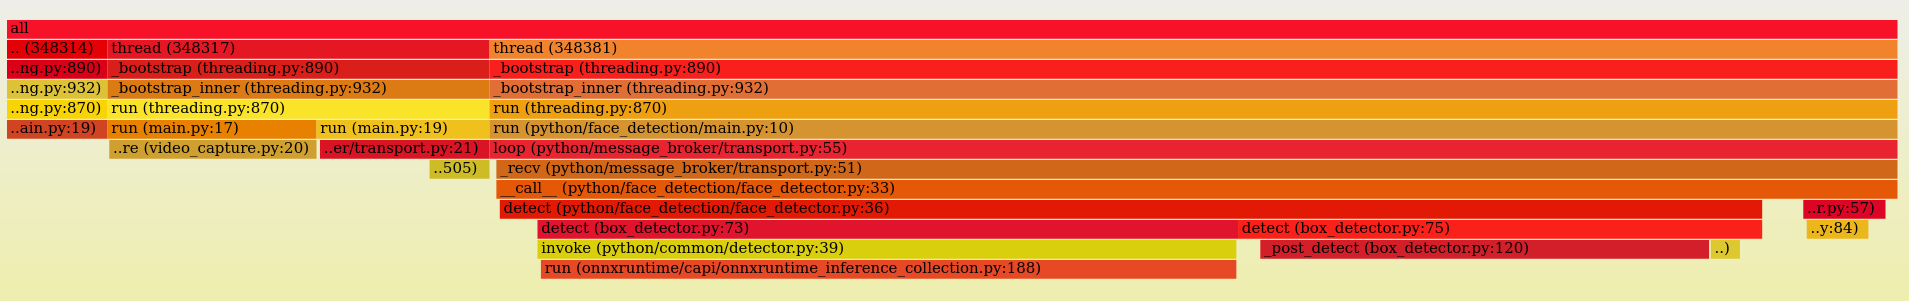 all
.. (348314) thread (348317) thread (348381)
..ng.py:890) _bootstrap (threading.py:890) _bootstrap (threading.py:890)
..ng.py:932) _bootstrap_inner (threading.py:932) _bootstrap_inner (threading.py:932)
..ng.py:870) run (threading.py:870) run (threading.py:870)
..ain.py:19) run (main.py:17) run (main.py:19) run (python/face_detection/main.py:10)
..re (video_capture.py:20) ..er/transport.py:21) loop (python/message_broker/transport.py:55)
..505) _recv (python/message_broker/transport.py:51)
__call__ (python/face_detection/face_detector.py:33)
detect (python/face_detection/face_detector.py:36) ..r.py:57)
detect (box_detector.py:73) detect (box_detector.py:75) ..y:84)
invoke (python/common/detector.py:39) _post_detect (box_detector.py:120) ..)
run (onnxruntime/capi/onnxruntime_inference_collection.py:188)